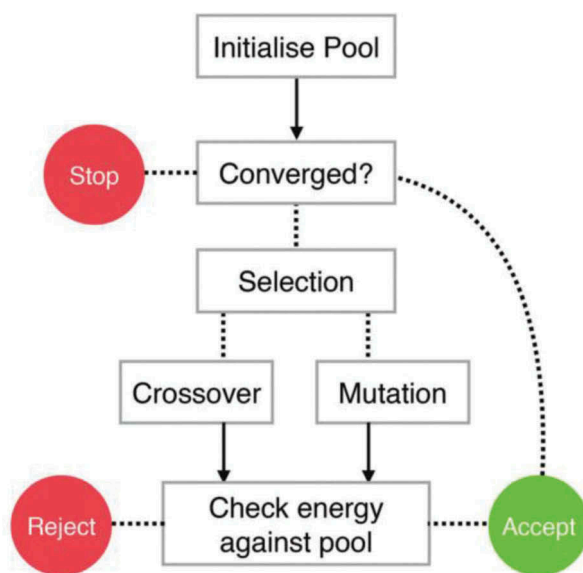 Initialise Pool
Stop
Converged?
Selection
Crossover
Mutation
Reject
Check energy
against pool
Accept